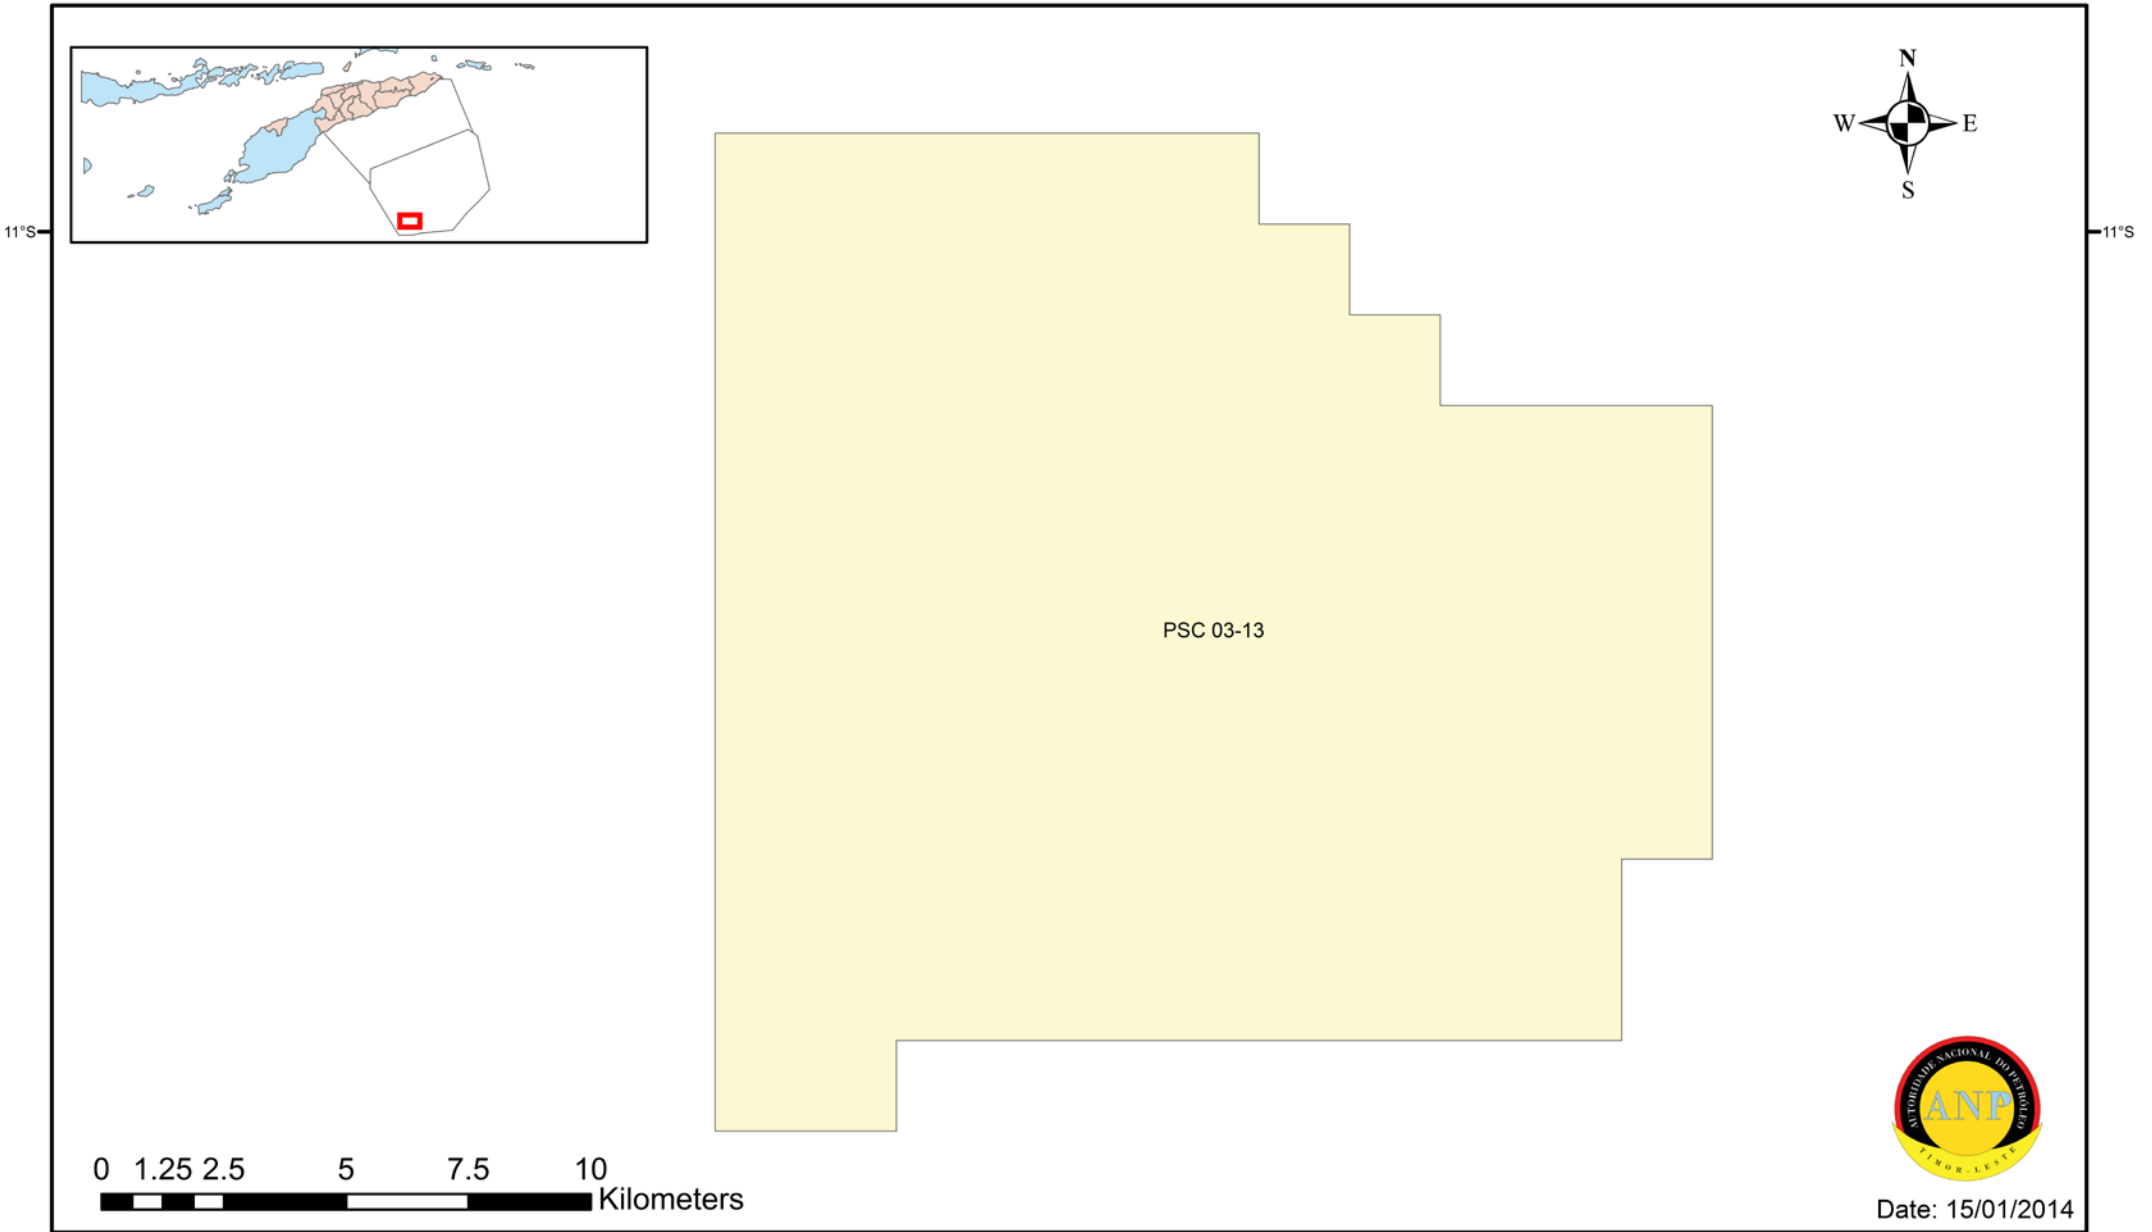 N
W E
S
11°S 11°S
PSC 03-13
0 1.25 2.5 5 7.5 10
Kilometers
AUTORIDADE NACIONAL DO PETRÓLEO
ANP
TIMOR-LESTE
Date: 15/01/2014